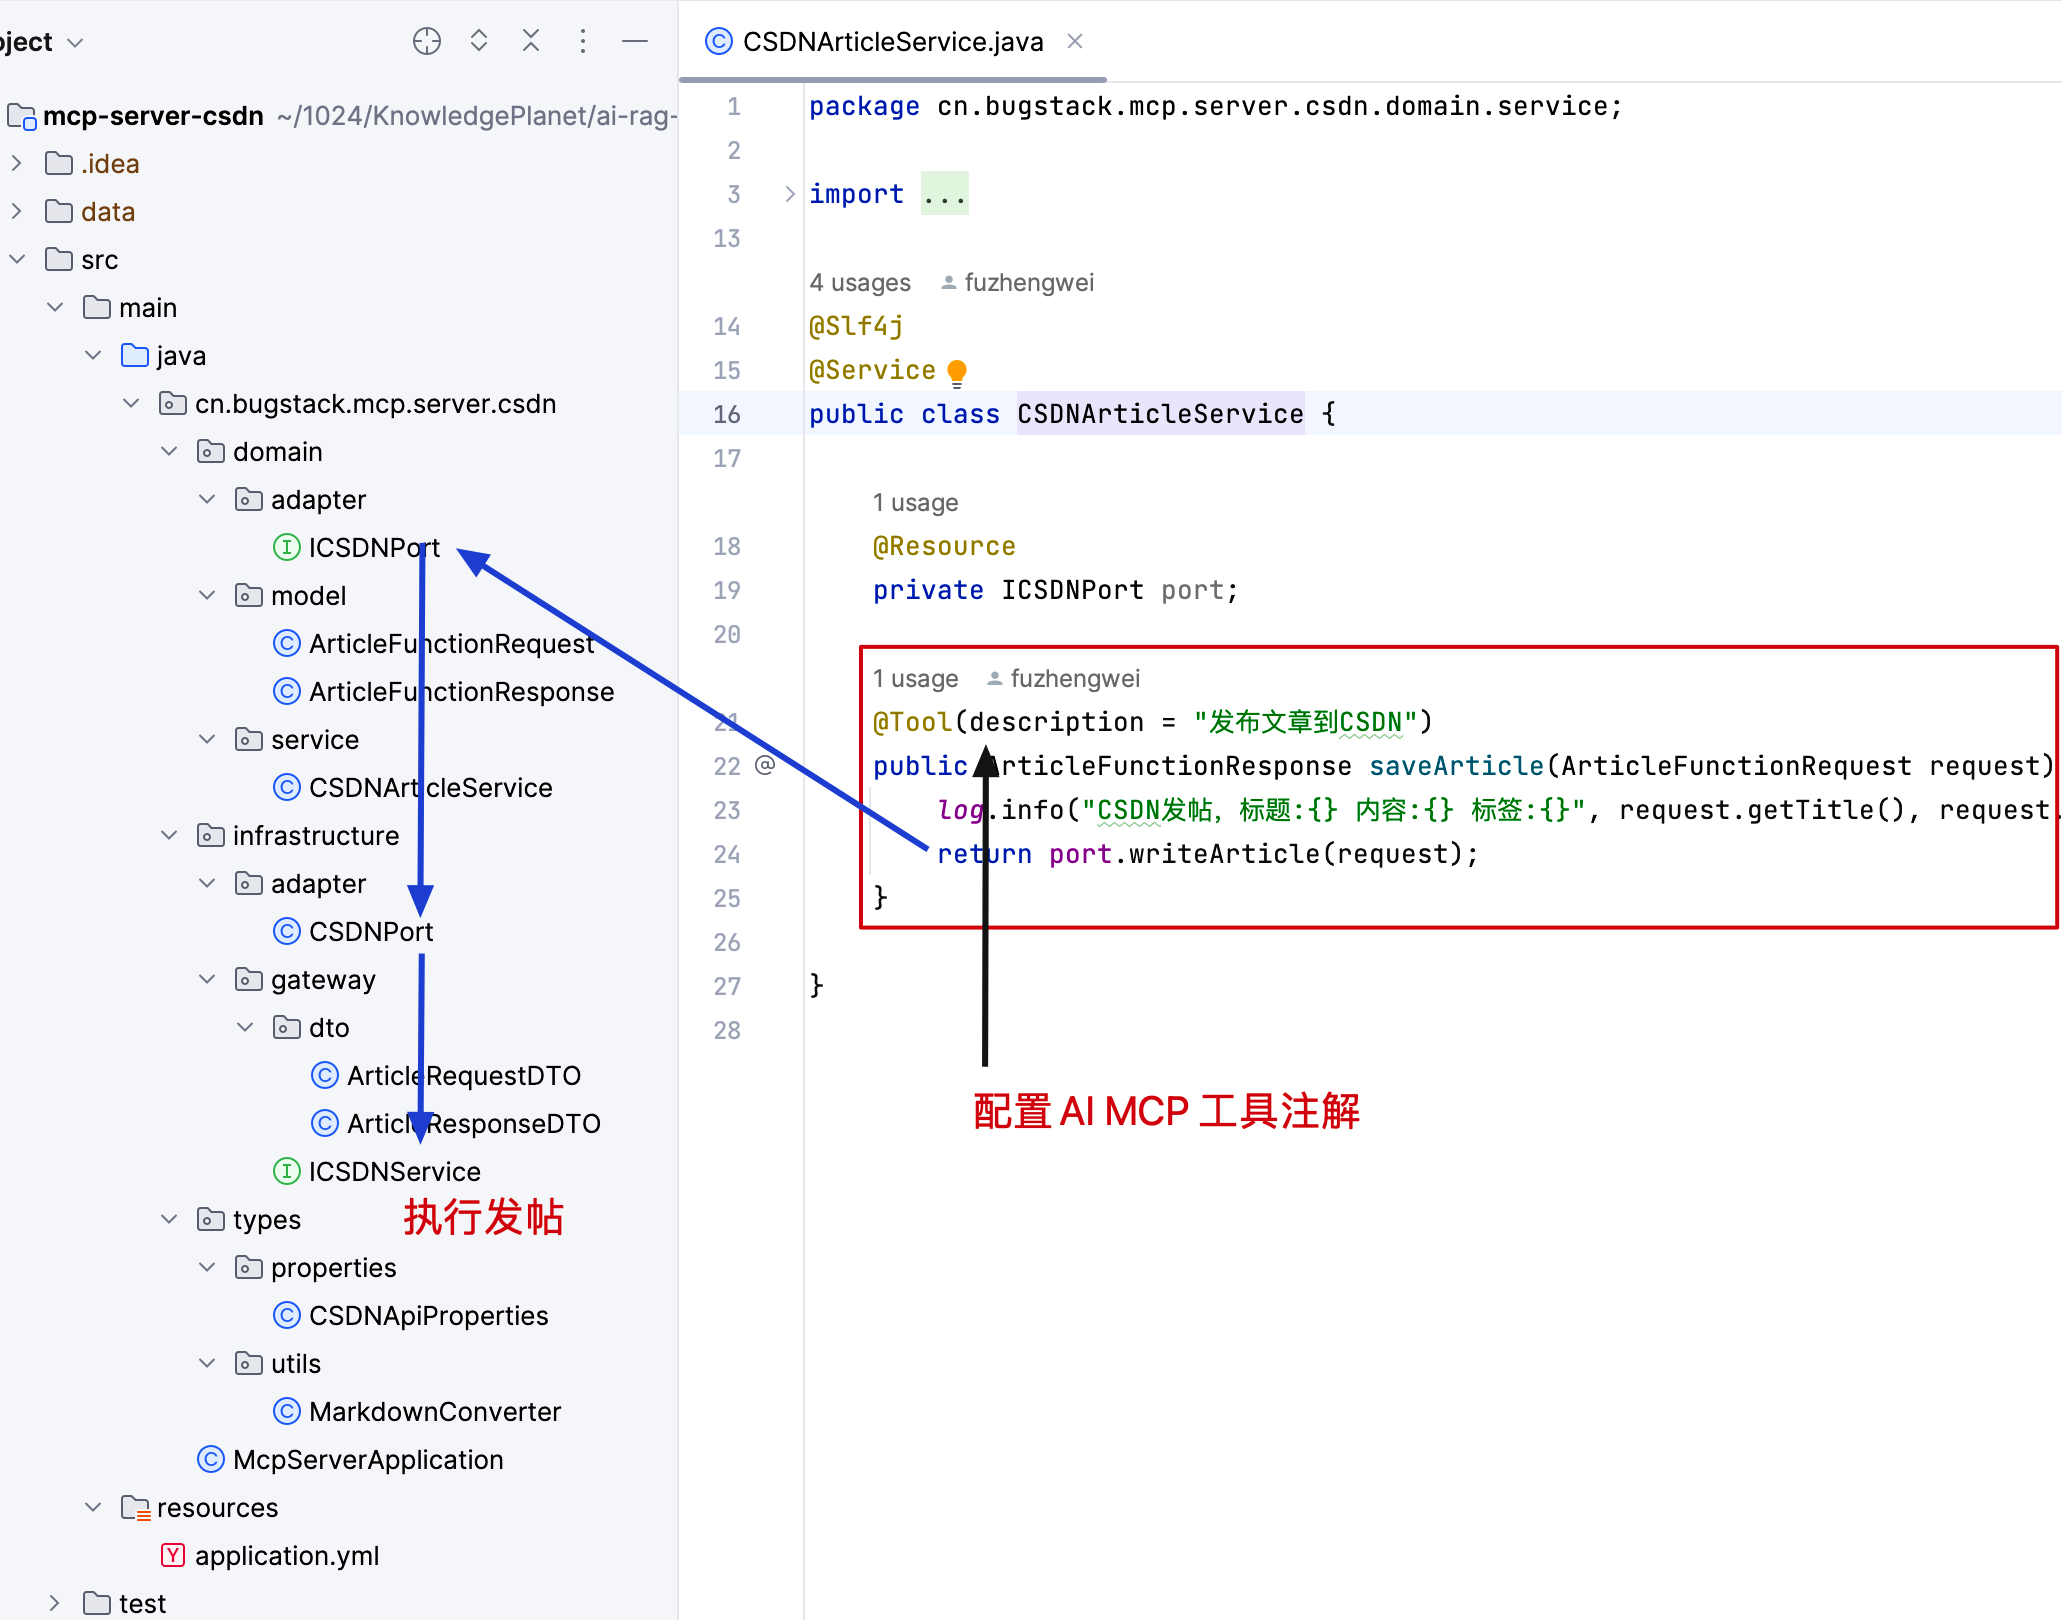 oject
mcp-server-csdn ~/1024/KnowledgePlanet/ai-rag-
.idea
data
src
main
java
cn.bugstack.mcp.server.csdn
domain
adapter
ICSDNPort
model
ArticleFunctionRequest
ArticleFunctionResponse
service
CSDNArticleService
infrastructure
adapter
CSDNPort
gateway
dto
ArticleRequestDTO
ArticleResponseDTO
ICSDNService
types
执行发帖
properties
CSDNApiProperties
utils
MarkdownConverter
McpServerApplication
resources
application.yml
test
CSDNArticleService.java
1 package cn.bugstack.mcp.server.csdn.domain.service;
2
3 import ...
13
4 usages fuzhengwei
14 @Slf4j
15 @Service
16 public class CSDNArticleService {
17
1 usage
18 @Resource
19 private ICSDNPort port;
20
1 usage fuzhengwei
21 @Tool(description = "发布文章到CSDN")
22 @ public ArticleFunctionResponse saveArticle(ArticleFunctionRequest request)
23 log.info("CSDN发帖，标题:{} 内容:{} 标签:{}", request.getTitle(), request.
24 return port.writeArticle(request);
25 }
26
27 }
28
配置 AI MCP 工具注解